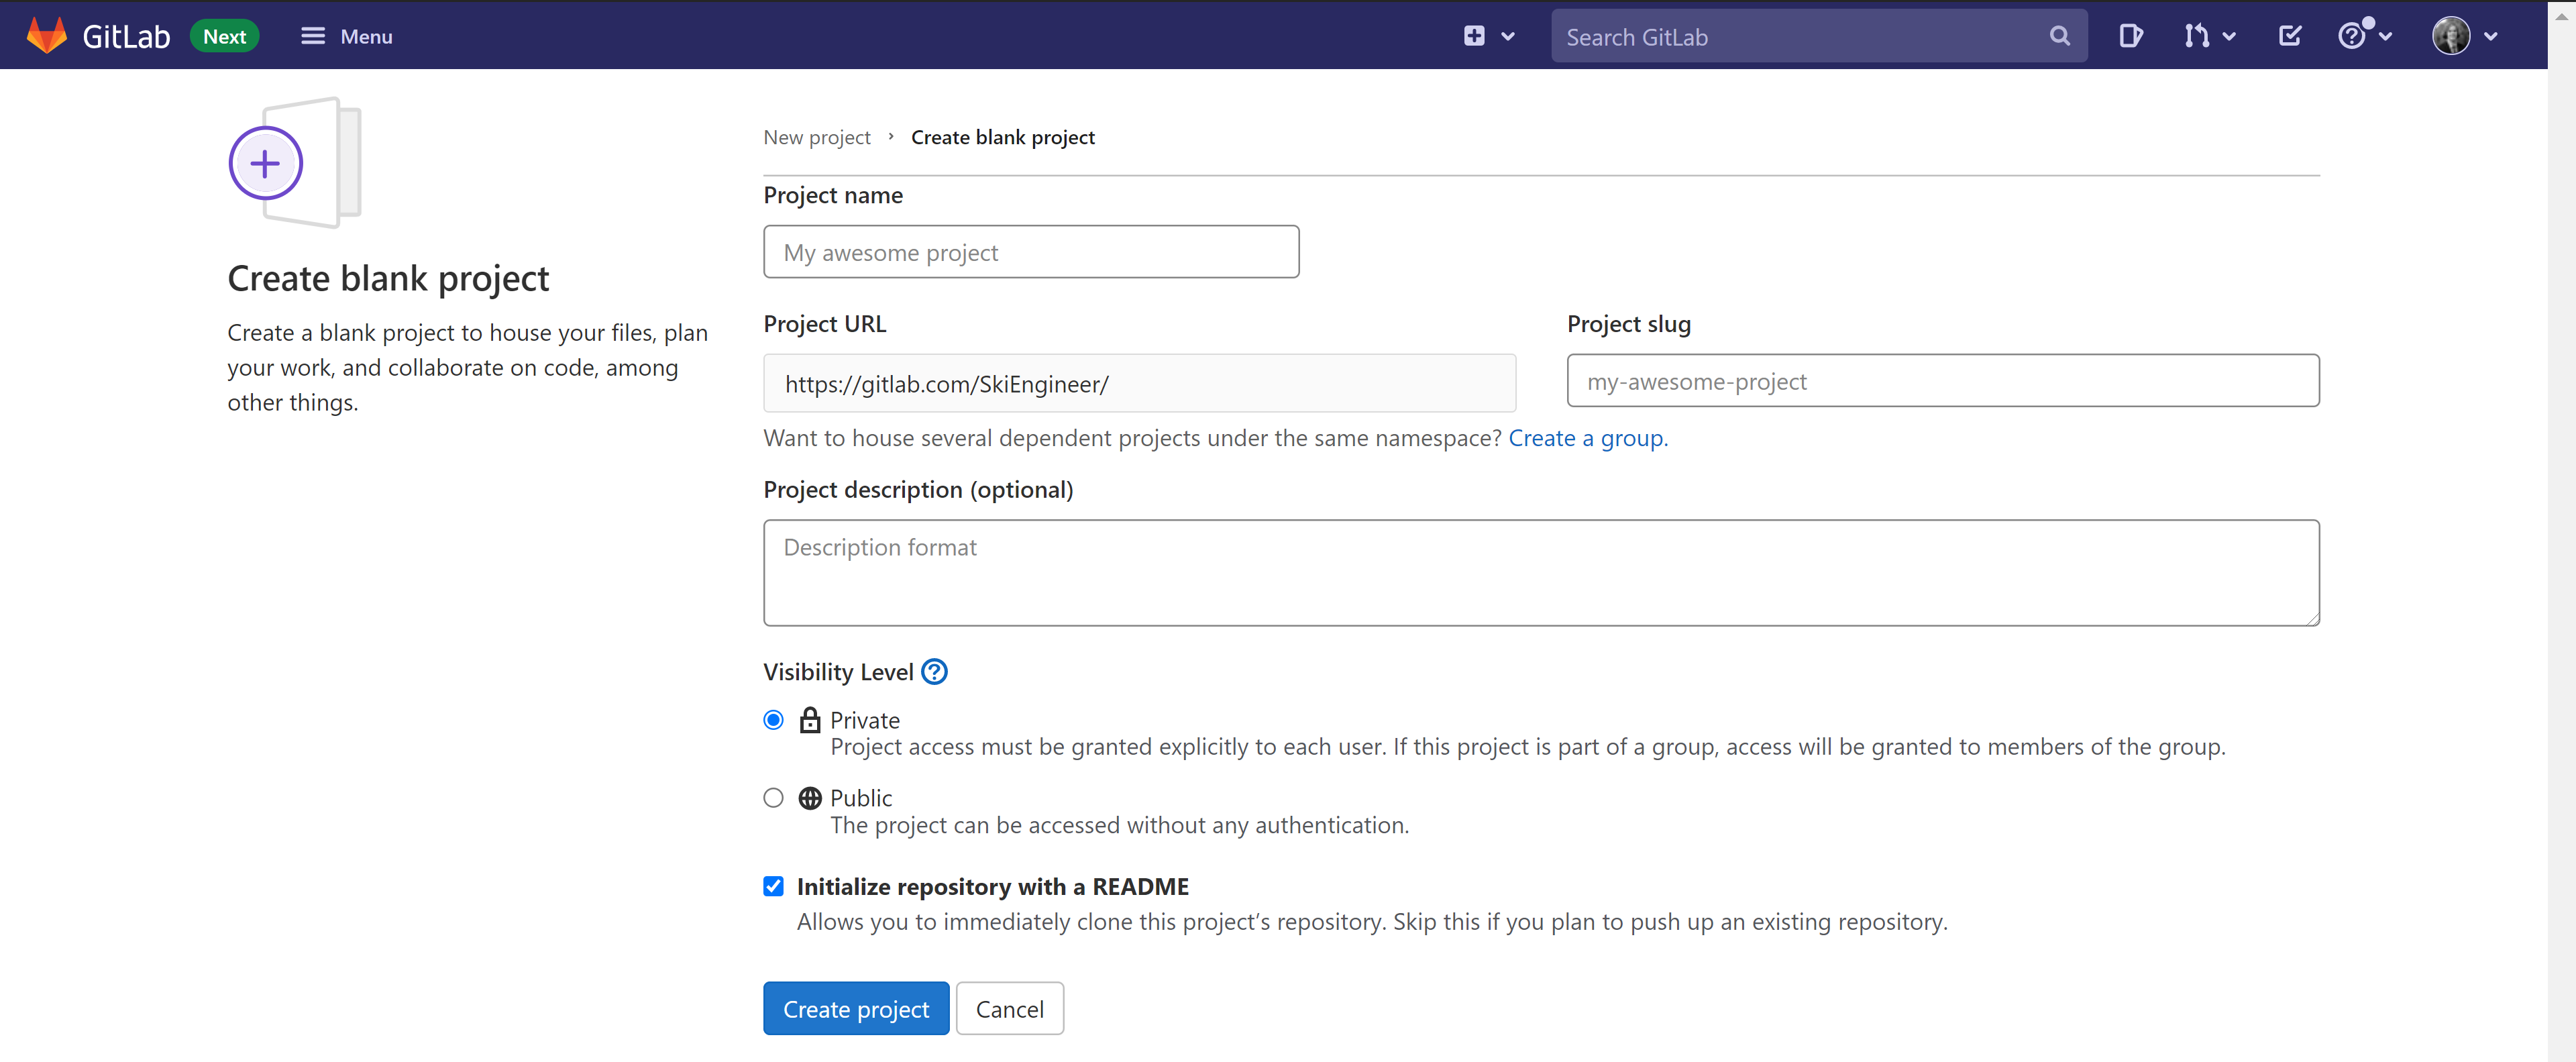 GitLab Next Menu Search GitLab
New project › Create blank project
Create blank project
Create a blank project to house your files, plan
your work, and collaborate on code, among
other things.
Project name
My awesome project
Project URL
https://gitlab.com/SkiEngineer/
Project slug
my-awesome-project
Want to house several dependent projects under the same namespace? Create a group.
Project description (optional)
Description format
Visibility Level
Private
Project access must be granted explicitly to each user. If this project is part of a group, access will be granted to members of the group.
Public
The project can be accessed without any authentication.
Initialize repository with a README
Allows you to immediately clone this project’s repository. Skip this if you plan to push up an existing repository.
Create project Cancel